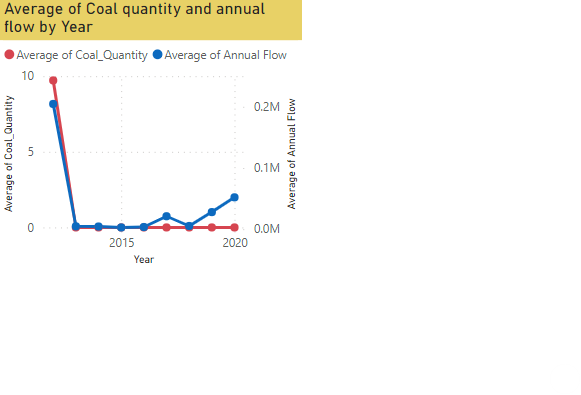 Average of Coal quantity and annual
flow by Year
Average of Coal_Quantity Average of Annual Flow
10
5
0
Average of Coal_Quantity
0.2M
0.1M
0.0M
Average of Annual Flow
2015 2020
Year